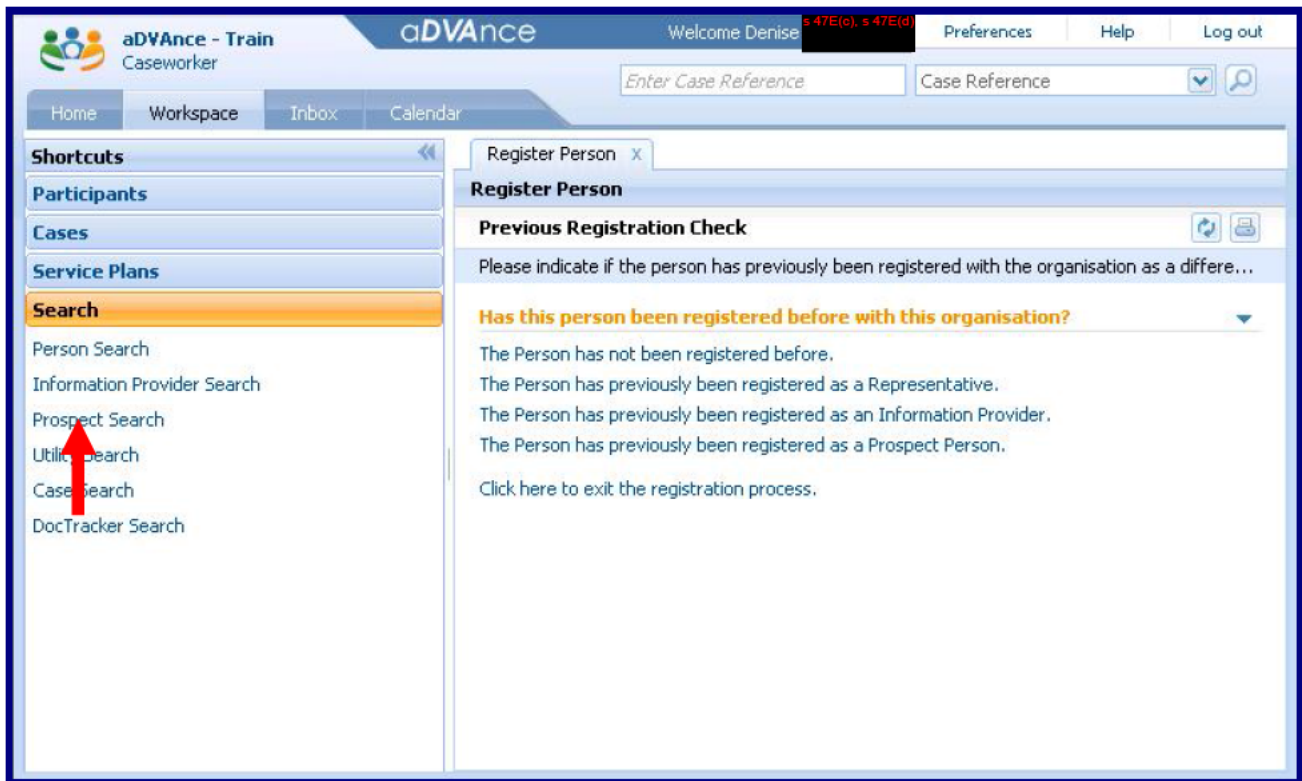 aDVAnce - Train
Caseworker
aDVAnce
Welcome Denise
s 47E(c), s 47E(d)
Preferences
Help
Log out
Enter Case Reference
Case Reference
Home
Workspace
Inbox
Calendar
Shortcuts
Participants
Cases
Service Plans
Search
Person Search
Information Provider Search
Prospect Search
Utility Search
Case Search
DocTracker Search
Register Person x
Register Person
Previous Registration Check
Please indicate if the person has previously been registered with the organisation as a differe...
Has this person been registered before with this organisation?
The Person has not been registered before.
The Person has previously been registered as a Representative.
The Person has previously been registered as an Information Provider.
The Person has previously been registered as a Prospect Person.
Click here to exit the registration process.